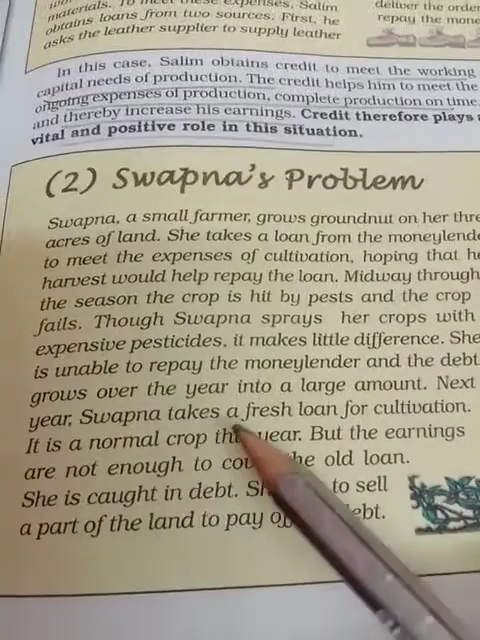 materials. To meet these expenses, Salim
obtains loans from two sources. First, he
asks the leather supplier to supply leather
deliver the order
repay the mone
In this case, Salim obtains credit to meet the working
capital needs of production. The credit helps him to meet the
ongoing expenses of production, complete production on time
and thereby increase his earnings. Credit therefore plays a
vital and positive role in this situation.
(2) Swapna's Problem
Swapna, a small farmer, grows groundnut on her thre
acres of land. She takes a loan from the moneylende
to meet the expenses of cultivation, hoping that he
harvest would help repay the loan. Midway through
the season the crop is hit by pests and the crop
fails. Though Swapna sprays her crops with
expensive pesticides, it makes little difference. She
is unable to repay the moneylender and the debt
grows over the year into a large amount. Next
year, Swapna takes a fresh loan for cultivation.
It is a normal crop th year. But the earnings
are not enough to cov he old loan.
She is caught in debt. Sh to sell
a part of the land to pay o ebt.